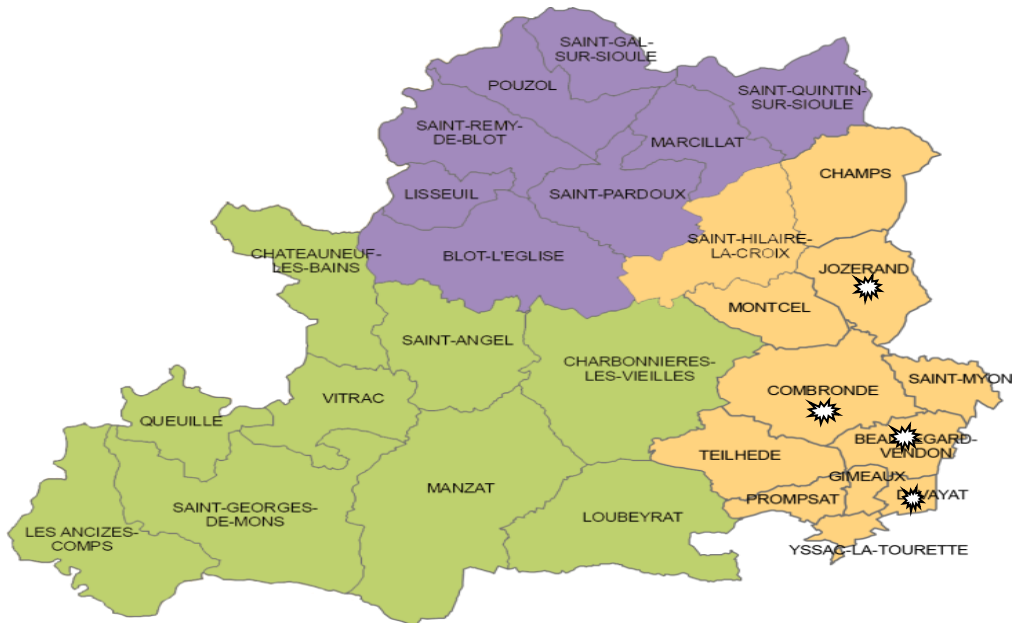 SAINT-GAL-
SUR-SIOULE
POUZOL
SAINT-QUINTIN-
SUR-SIOULE
SAINT-REMY-
DE-BLOT
MARCILLAT
CHAMPS
LISSEUIL
SAINT-PARDOUX
SAINT-HILAIRE-
LA-CROIX
CHATEAUNEUF-
LES-BAINS
BLOT-L'EGLISE
JOZERAND
MONTCEL
SAINT-ANGEL
CHARBONNIERES-
LES-VIEILLES
SAINT-MYON
COMBRONDE
VITRAC
QUEUILLE
VENDON
TEILHEDE
GIMEAUX
MANZAT
PROMPSAT
SAINT-GEORGES-
DE-MONS
LOUBEYRAT
LES ANCIZES-
COMPS
YSSAC-LA-TOURETTE